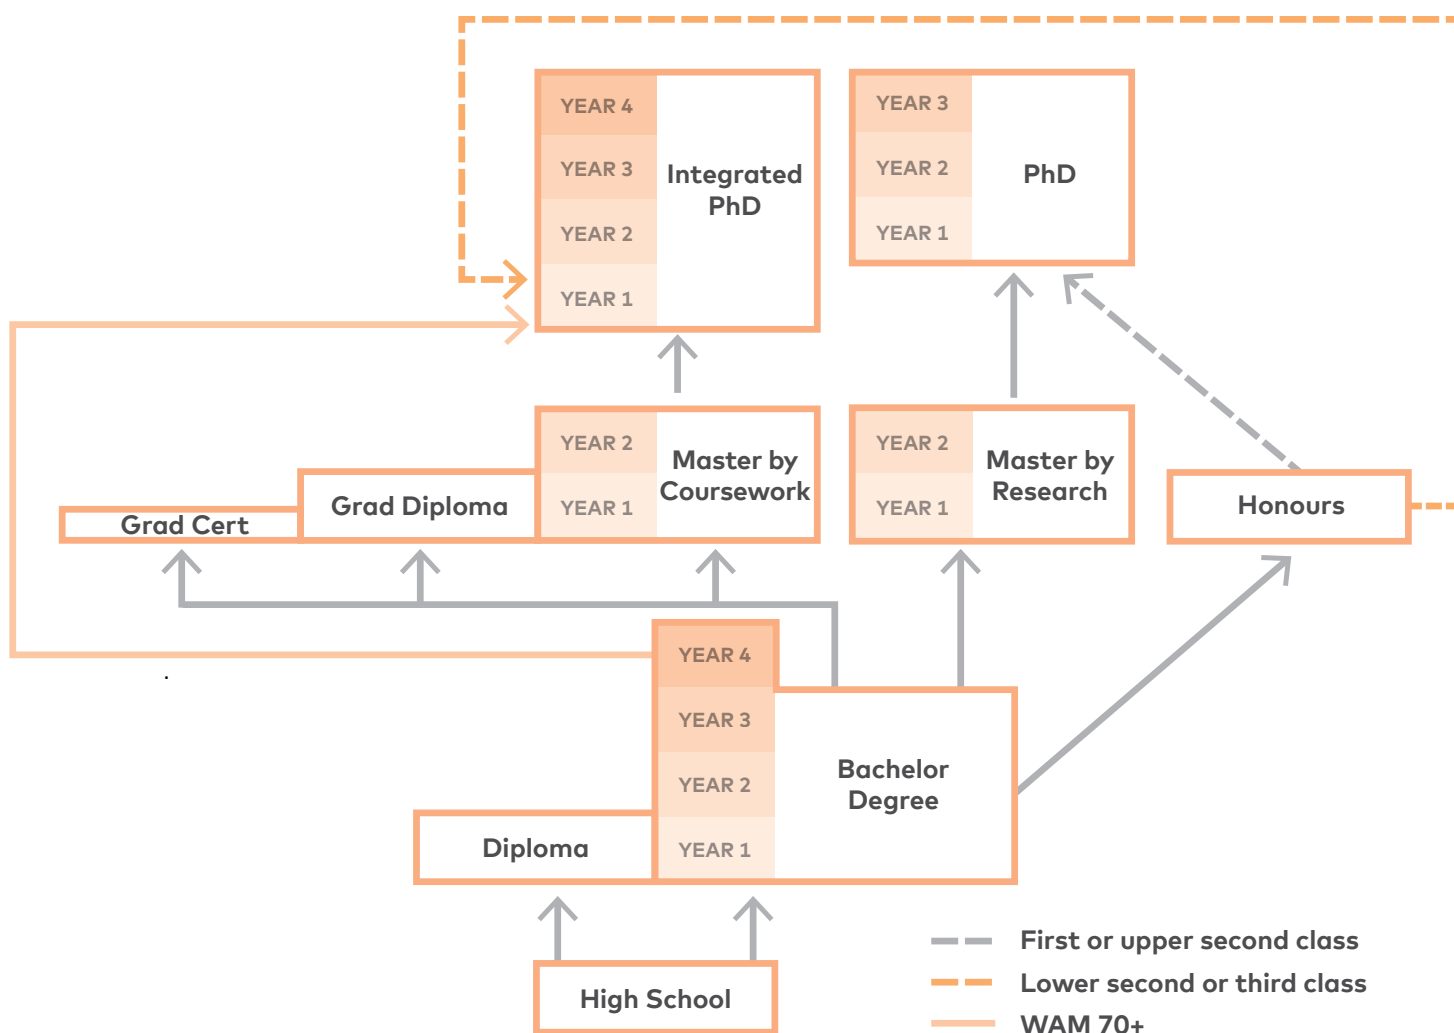 YEAR 4
YEAR 3
YEAR 2
YEAR 1
Integrated
PhD
YEAR 3
YEAR 2
YEAR 1
PhD
Grad Cert
Grad Diploma
YEAR 2
YEAR 1
Master by
Coursework
YEAR 2
YEAR 1
Master by
Research
Honours
YEAR 4
YEAR 3
YEAR 2
YEAR 1
Bachelor
Degree
Diploma
High School
First or upper second class
Lower second or third class
WAM 70+